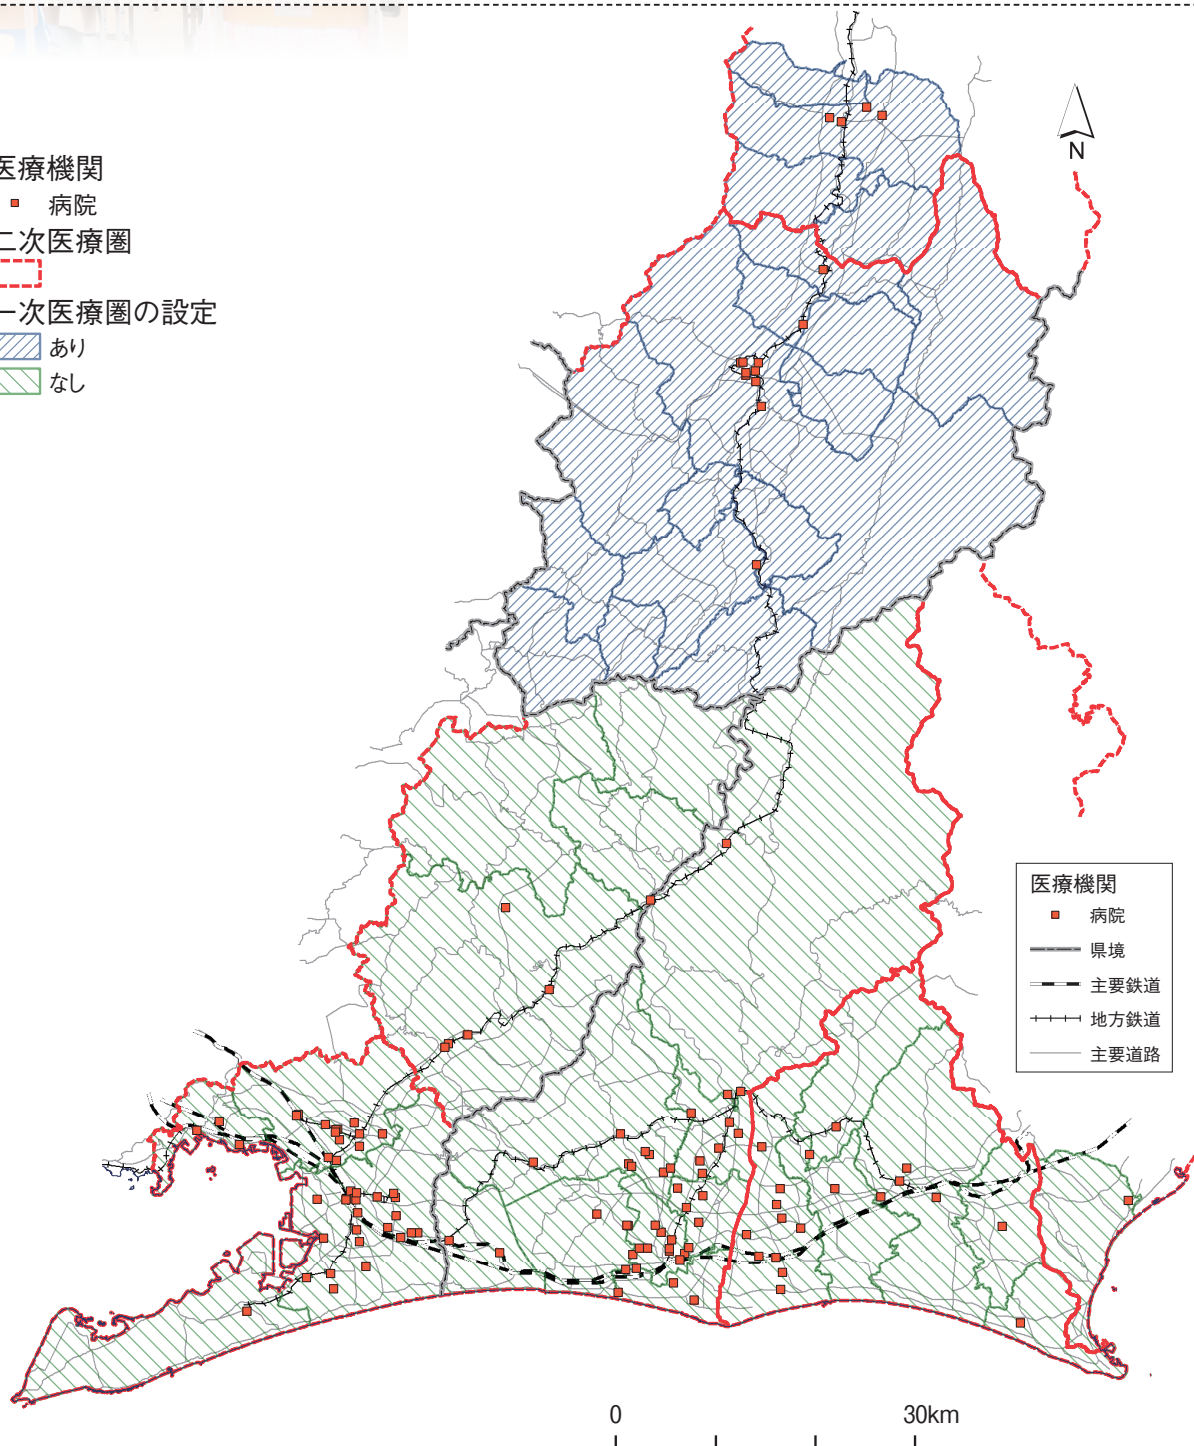 医療機関
病院
二次医療圏
一次医療圏の設定
あり
なし
N
医療機関
病院
県境
主要鉄道
地方鉄道
主要道路
0
30km